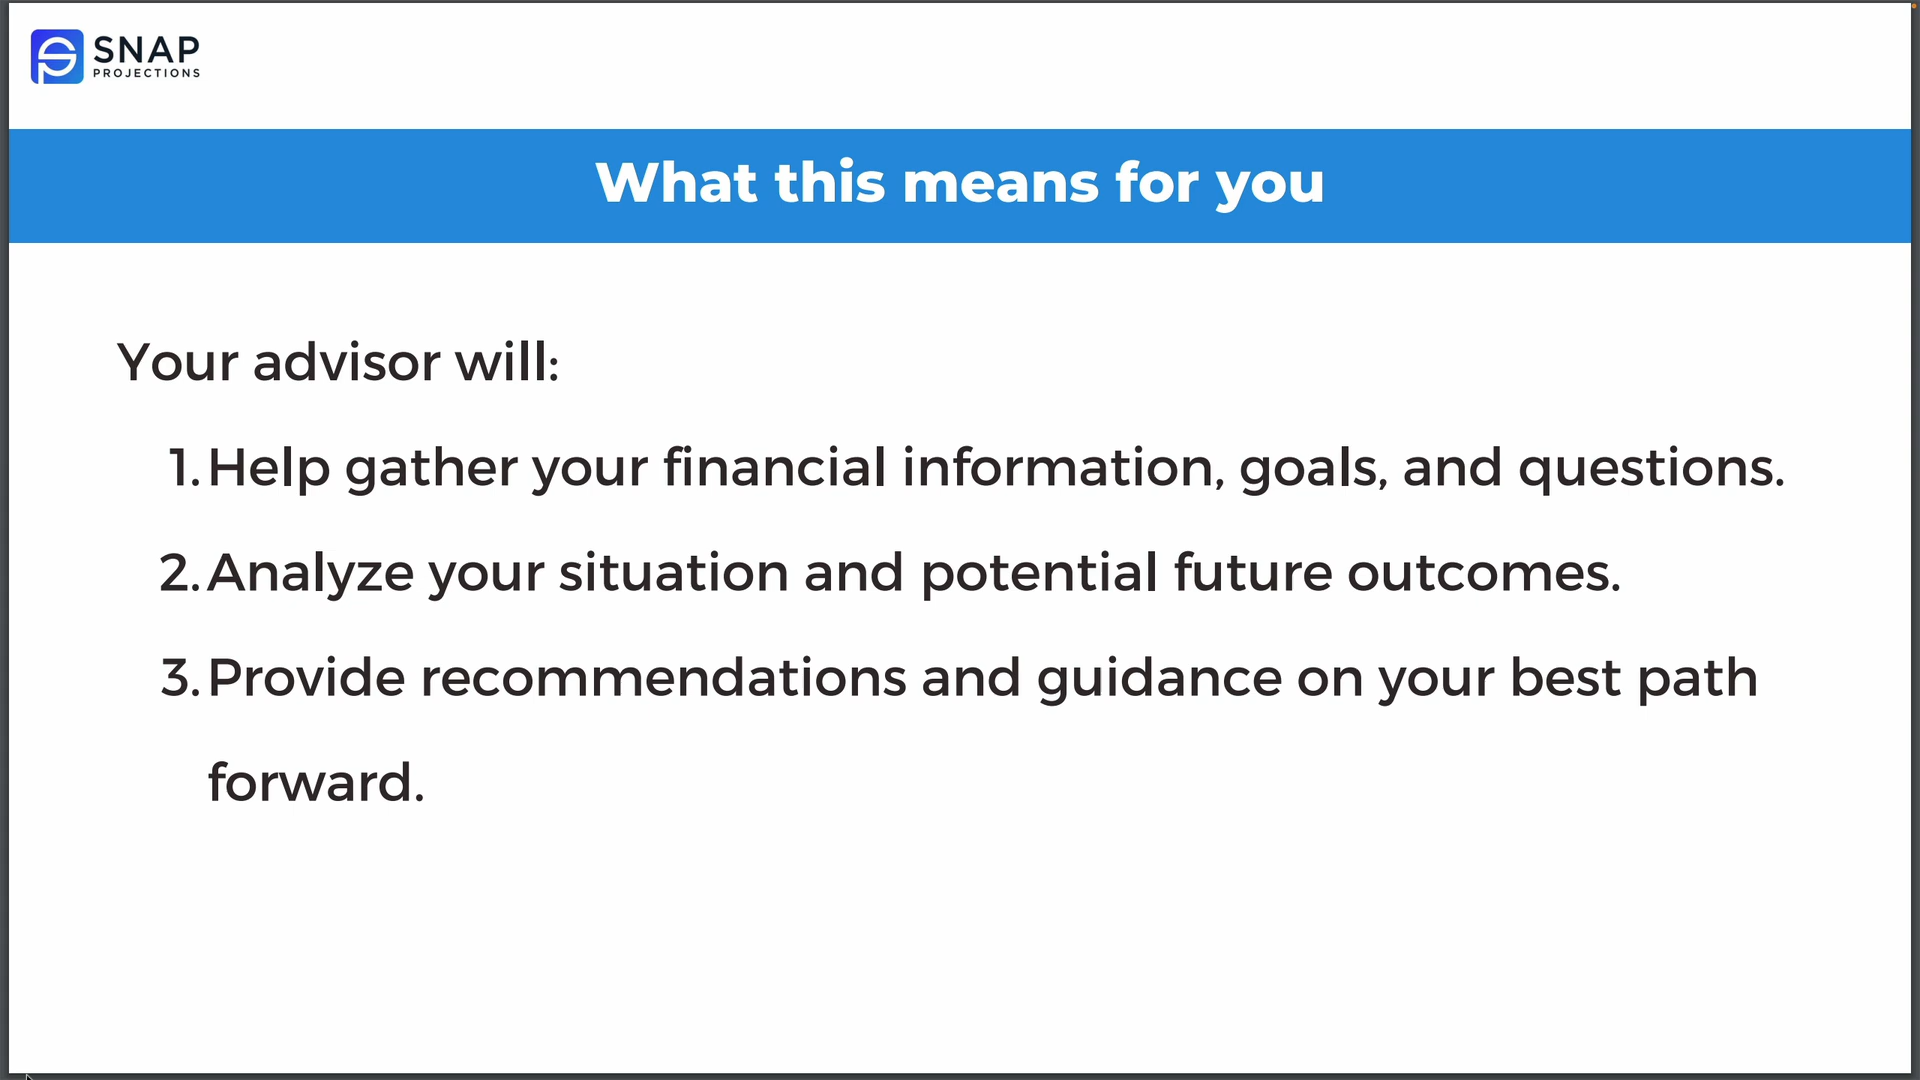 SNAP
PROJECTIONS
What this means for you
Your advisor will:
1. Help gather your financial information, goals, and questions.
2. Analyze your situation and potential future outcomes.
3. Provide recommendations and guidance on your best path
forward.